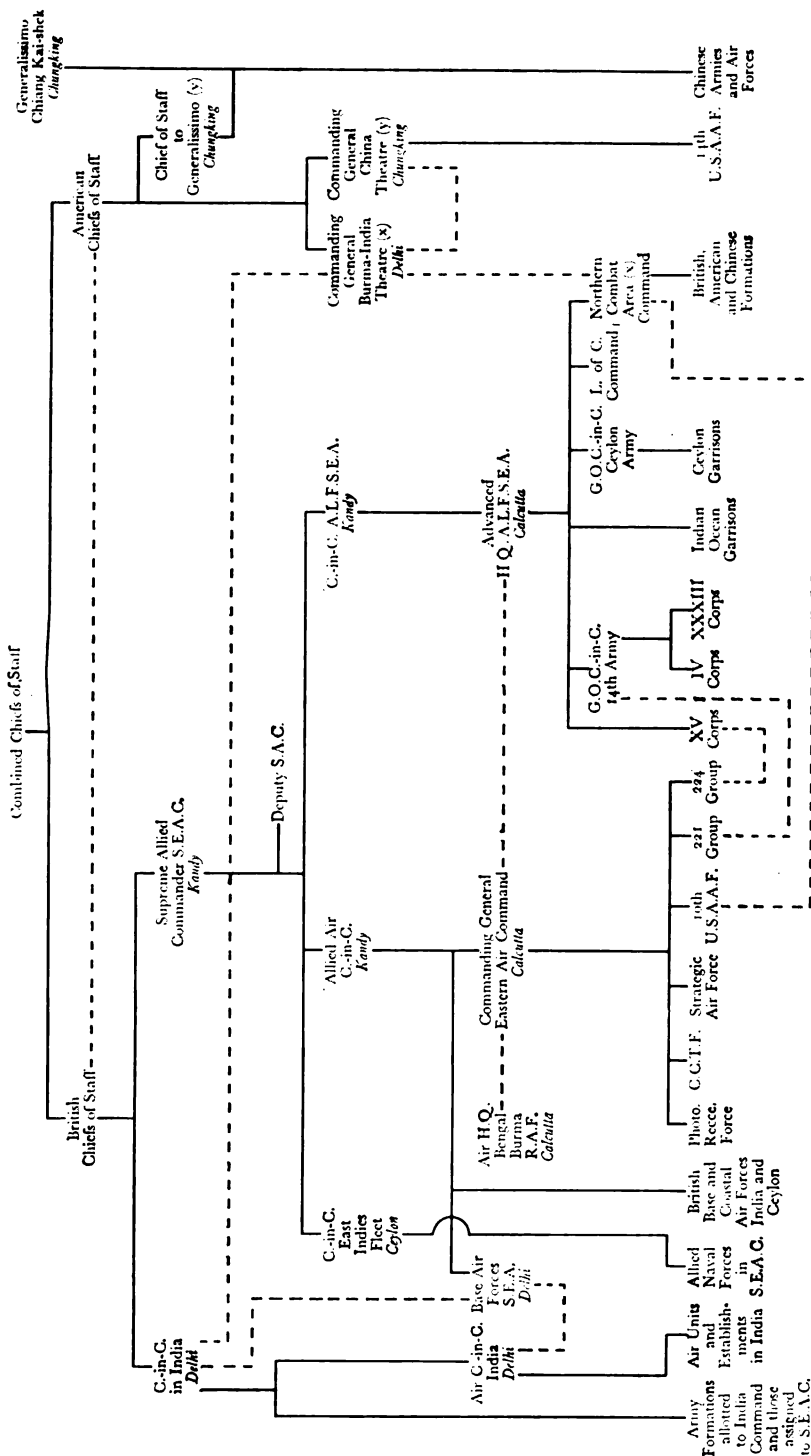 Combined Chiefs of Staff
Generalissimo
Chiang Kai-shek
Chungking
British
Chiefs of Staff
American
Chiefs of Staff
Chief of Staff
to
Generalissimo (y)
Chungking
C.-in-C.
in India
Delhi
Supreme Allied
Commander S.E.A.C.
Kandy
Deputy S.A.C.
Commanding
General
Burma-India
Theatre (x)
Delhi
Commanding
General
China
Theatre (y)
Chungking
C.-in-C.
East
Indies
Fleet
Ceylon
Allied Air
C.-in-C.
Kandy
C.-in-C. A.L.F.S.E.A.
Kandy
Air C-in-C.
India
Delhi
Base Air
Forces
S.E.A.
Delhi
Air H.Q.
Bengal
Burma
R.A.F.
Calcutta
Commanding General
Eastern Air Command
Calcutta
Advanced
H.Q. A.L.F.S.E.A.
Calcutta
G.O.C.-in-C.
14th Army
G.O.C.-in-C.
Ceylon
Army
L. of C.
Command
Northern
Combat
Area (x)
Command
Army
Formations
allotted
to India
Command
and those
assigned
S.E.A.C.
Air Units
and
Establish-
ments
in India
Allied
Naval
Forces
in
S.E.A.C.
British
Base and
Coastal
Air Forces
India and
Ceylon
Photo.
Recce.
Force
C.C.T.F.
Strategic
Air Force
10th
U.S.A.A.F.
221
Group
224
Group
XV
Corps
IV
Corps
XXXIII
Corps
Indian
Ocean
Garrisons
Ceylon
Garrisons
British,
American
and Chinese
Formations
14th
U.S.A.A.F.
Chinese
Armies
and Air
Forces